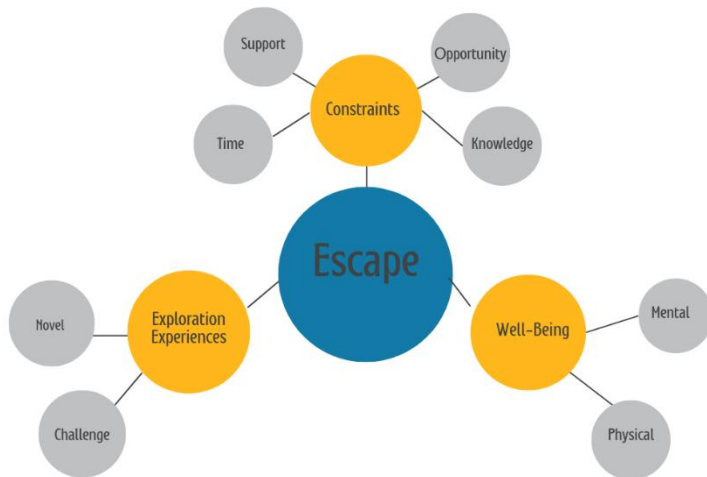 Support
Opportunity
Constraints
Time
Knowledge
Escape
Novel
Exploration
Experiences
Well-Being
Mental
Challenge
Physical